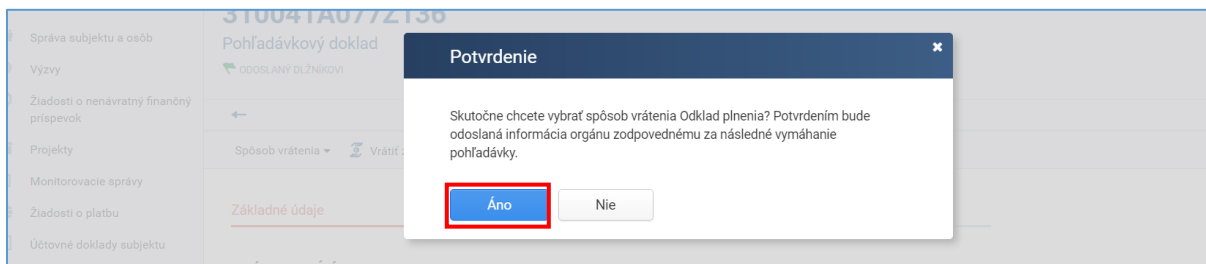 310041A077Z136
Správa subjektu a osôb
Pohľadávkový doklad
Potvrdenie
Výzvy
ODOSLANÝ DLŽNÍKOVI
Žiadosti o nenávratný finančný
príspevok
Skutočne chcete vybrať spôsob vrátenia Odklad plnenia? Potvrdením bude
odoslaná informácia orgánu zodpovednému za následné vymáhanie
pohľadávky.
Projekty
Spôsob vrátenia
Vrátiť
Monitorovacie správy
Áno
Nie
Žiadosti o platbu
Základné údaje
Účtovné doklady subjektu